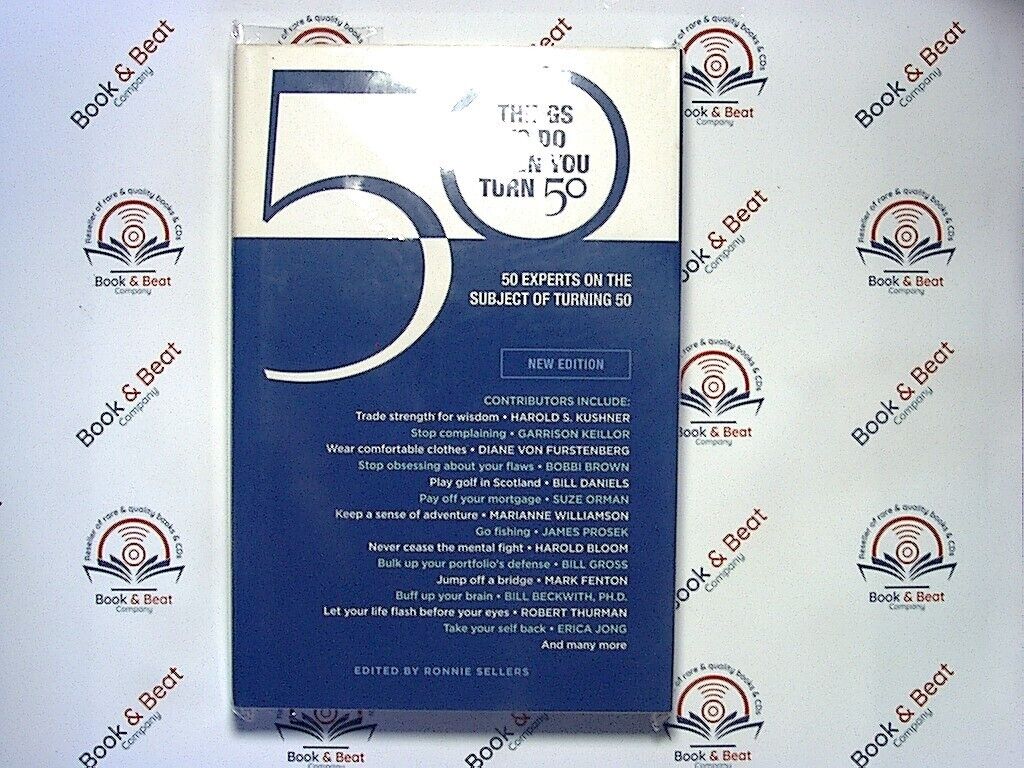 50
TURN 50
YOU
50 EXPERTS ON THE
SUBJECT OF TURNING 50
NEW EDITION
CONTRIBUTORS INCLUDE:
Trade strength for wisdom • HAROLD S. KUSHNER
Stop complaining • GARRISON KEILLOR
Wear comfortable clothes • DIANE VON FURSTENBERG
Stop obsessing about your flaws • BOBBI BROWN
Play golf in Scotland • BILL DANIELS
Pay off your mortgage • SUZE ORMAN
Keep a sense of adventure • MARIANNE WILLIAMSON
Go fishing • JAMES PROSEK
Never cease the mental fight • HAROLD BLOOM
Bulk up your portfolio's defense • BILL GROSS
Jump off a bridge • MARK FENTON
Buff up your brain • BILL BECKWITH, PH.D.
Let your life flash before your eyes • ROBERT THURMAN
Take your self back • ERICA JONG
And many more
EDITED BY RONNIE SELLERS
Reseller of rare & quality books & CDs
Book & Beat
Company